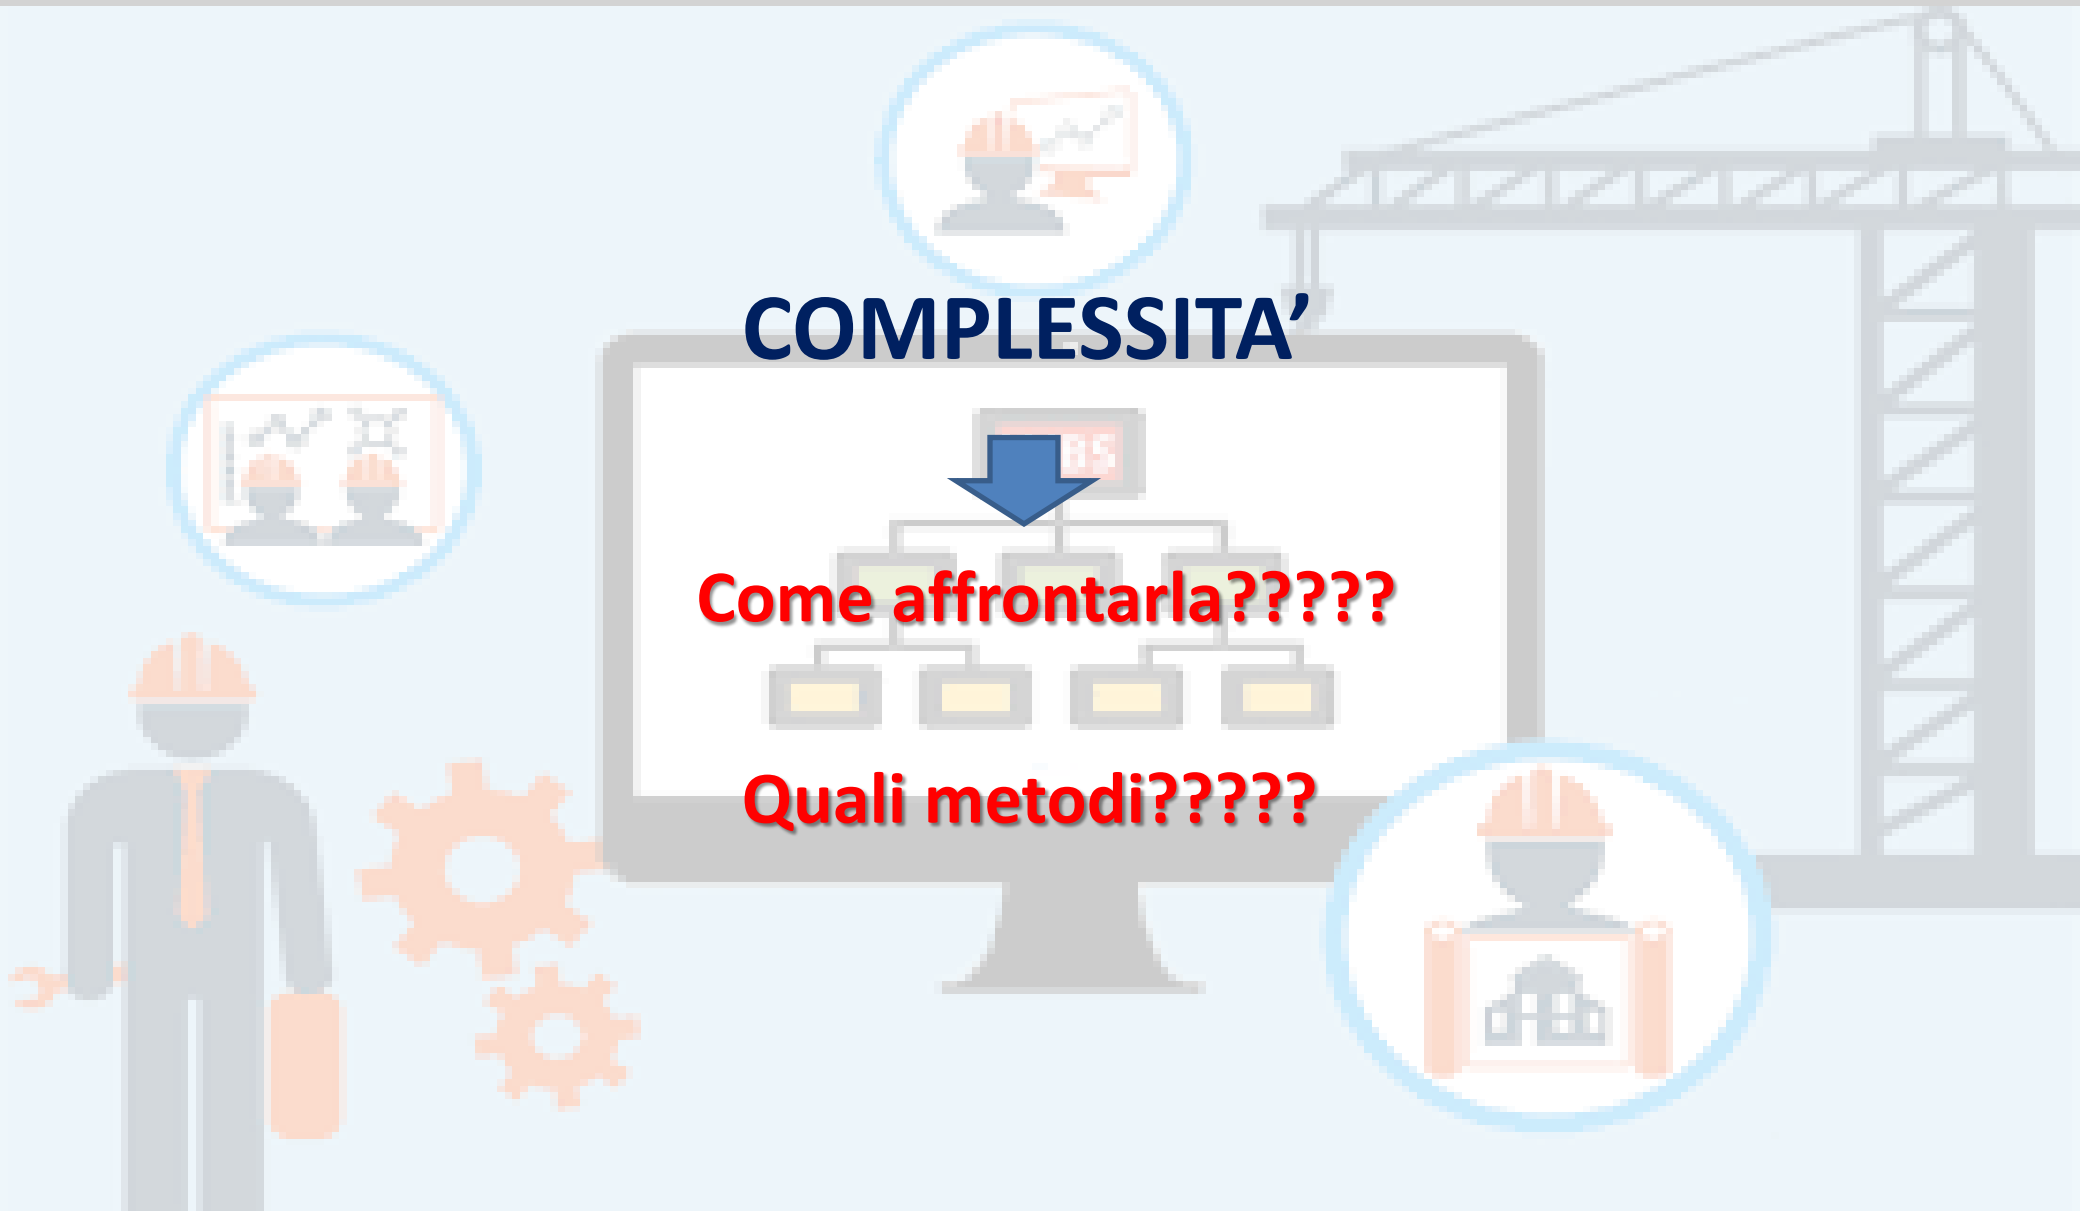 COMPLESSITA’
Come affrontarla?????
Quali metodi?????